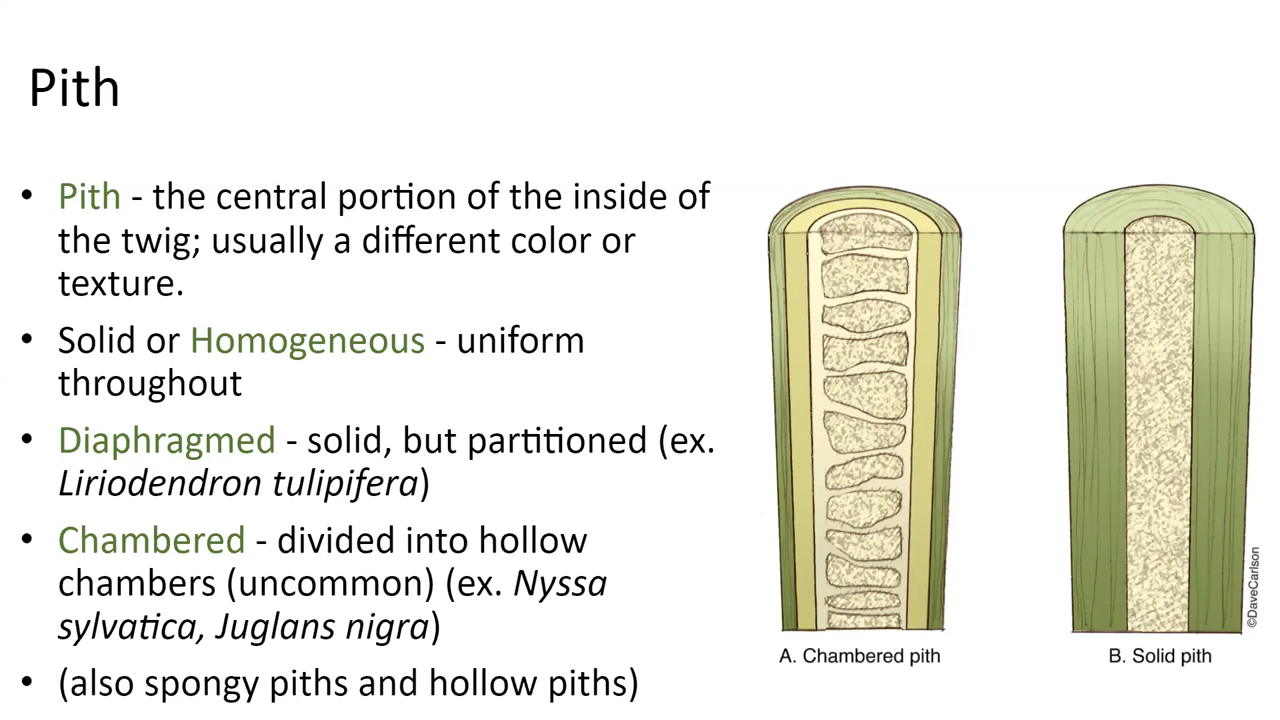 Pith
• Pith - the central portion of the inside of
the twig; usually a different color or
texture.
• Solid or Homogeneous - uniform
throughout
• Diaphragmed - solid, but partitioned (ex.
Liriodendron tulipifera)
• Chambered - divided into hollow
chambers (uncommon) (ex. Nyssa
sylvatica, Juglans nigra)
• (also spongy piths and hollow piths)
A. Chambered pith
B. Solid pith
©DaveCarlson